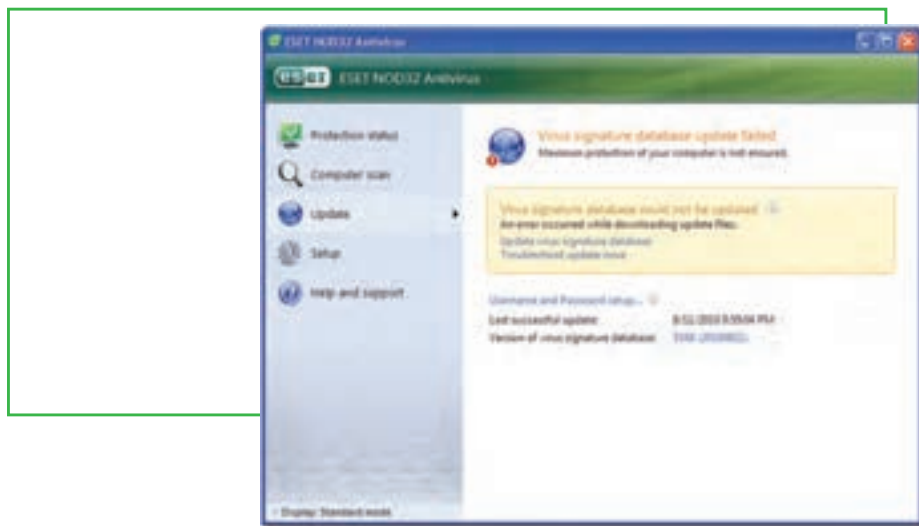 ESET NOD32 Antivirus
eset ESET NOD32 Antivirus
Protection status
Computer scan
Update
Setup
Help and support
Display: Standard mode
Virus signature database update failed
Maximum protection of your computer is not ensured.
Virus signature database could not be updated
An error occurred while downloading update files.
Update virus signature database
Troubleshoot update issue
Username and Password setup...
Last successful update:
Version of virus signature database: